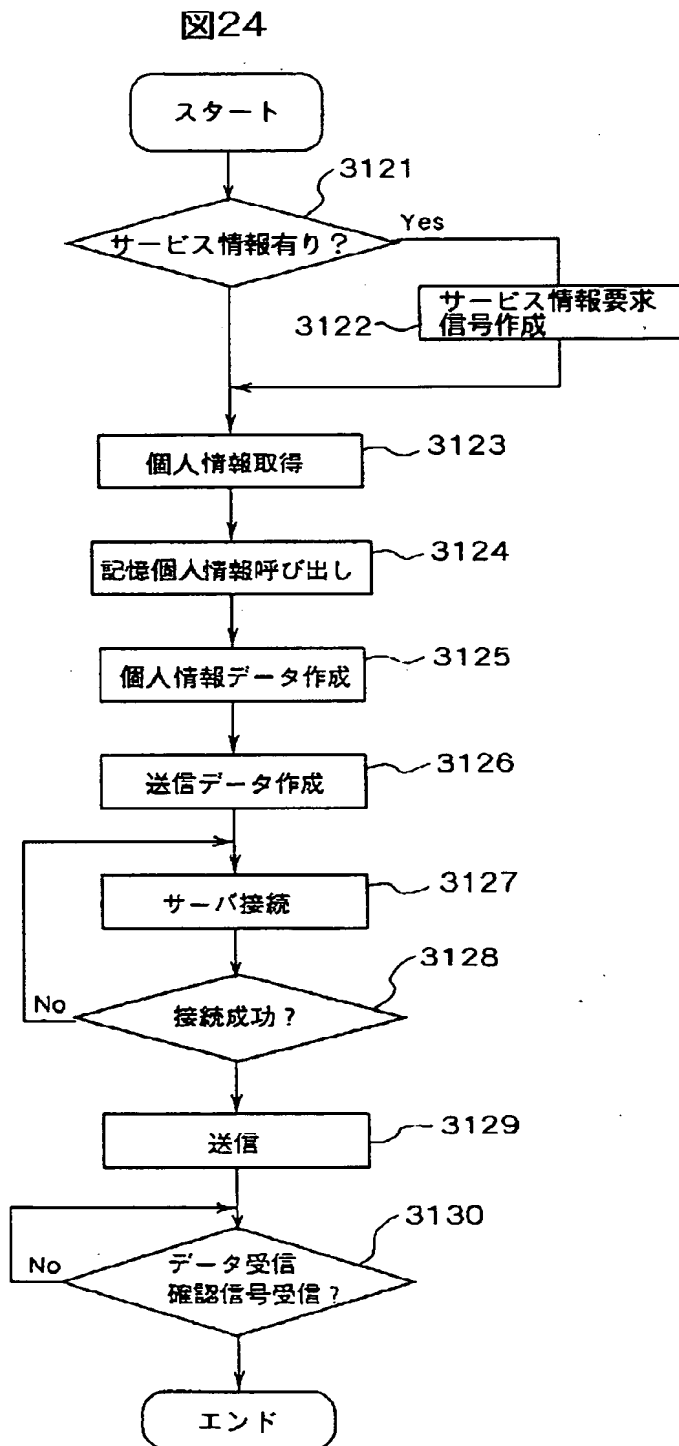 図24
スタート
3121
サービス情報有り？
Yes
サービス情報要求
信号作成
3122
個人情報取得
3123
記憶個人情報呼び出し
3124
個人情報データ作成
3125
送信データ作成
3126
サーバ接続
3127
3128
接続成功？
No
送信
3129
3130
データ受信
確認信号受信？
No
エンド